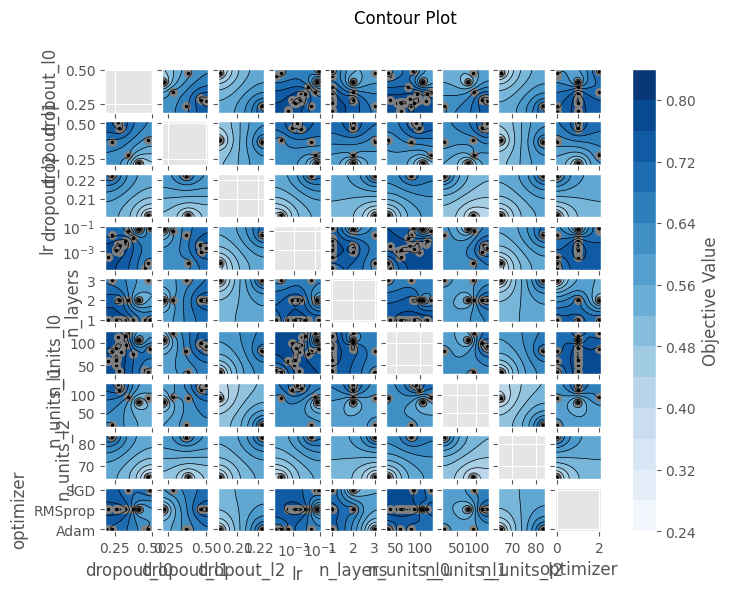 Contour Plot
dropout_l0
0.50
0.25
dropout_l1
0.50
0.25
dropout_l2
0.22
0.21
lr
10⁻¹
10⁻³
n_layers
3
2
1
n_units_l0
100
50
n_units_l1
100
50
n_units_l2
80
70
optimizer
SGD
RMSprop
Adam
0.25 0.50 0.25 0.50 0.20 0.22 10⁻³ 10⁻¹ 1 2 3 50 100 50 100 70 80 0 2
dropout_l0 dropout_l1 dropout_l2 lr n_layers n_units_l0 n_units_l1 n_units_l2 optimizer
0.80
0.72
0.64
0.56
0.48
0.40
0.32
0.24
Objective Value